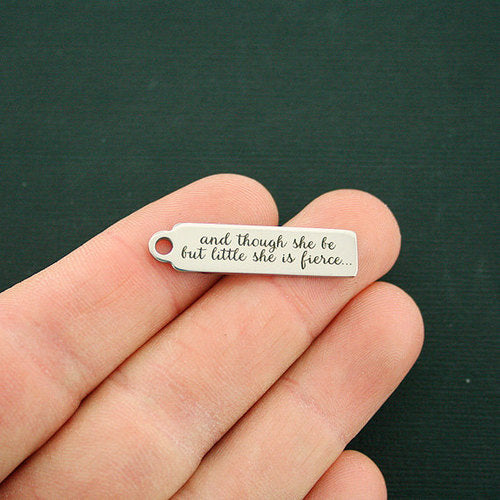 and though she be
but little she is fierce...